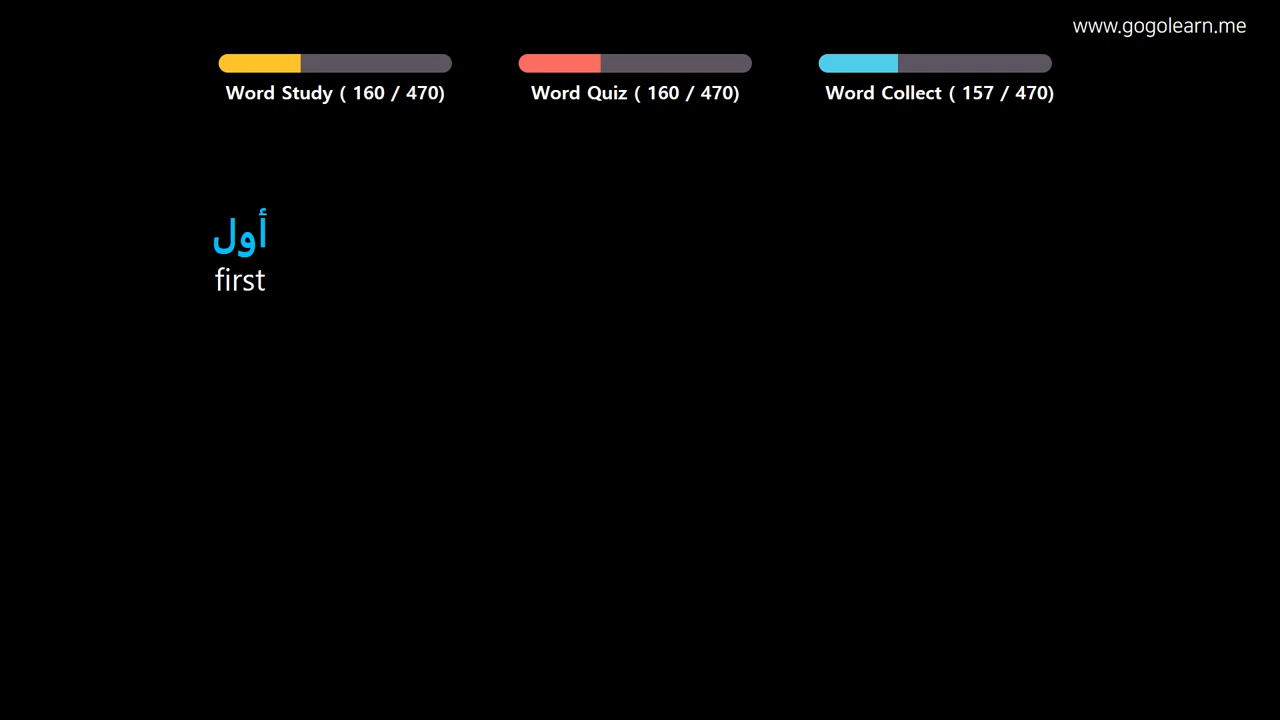 www.gogolearn.me
Word Study ( 160 / 470)
Word Quiz ( 160 / 470)
Word Collect ( 157 / 470)
أول
first